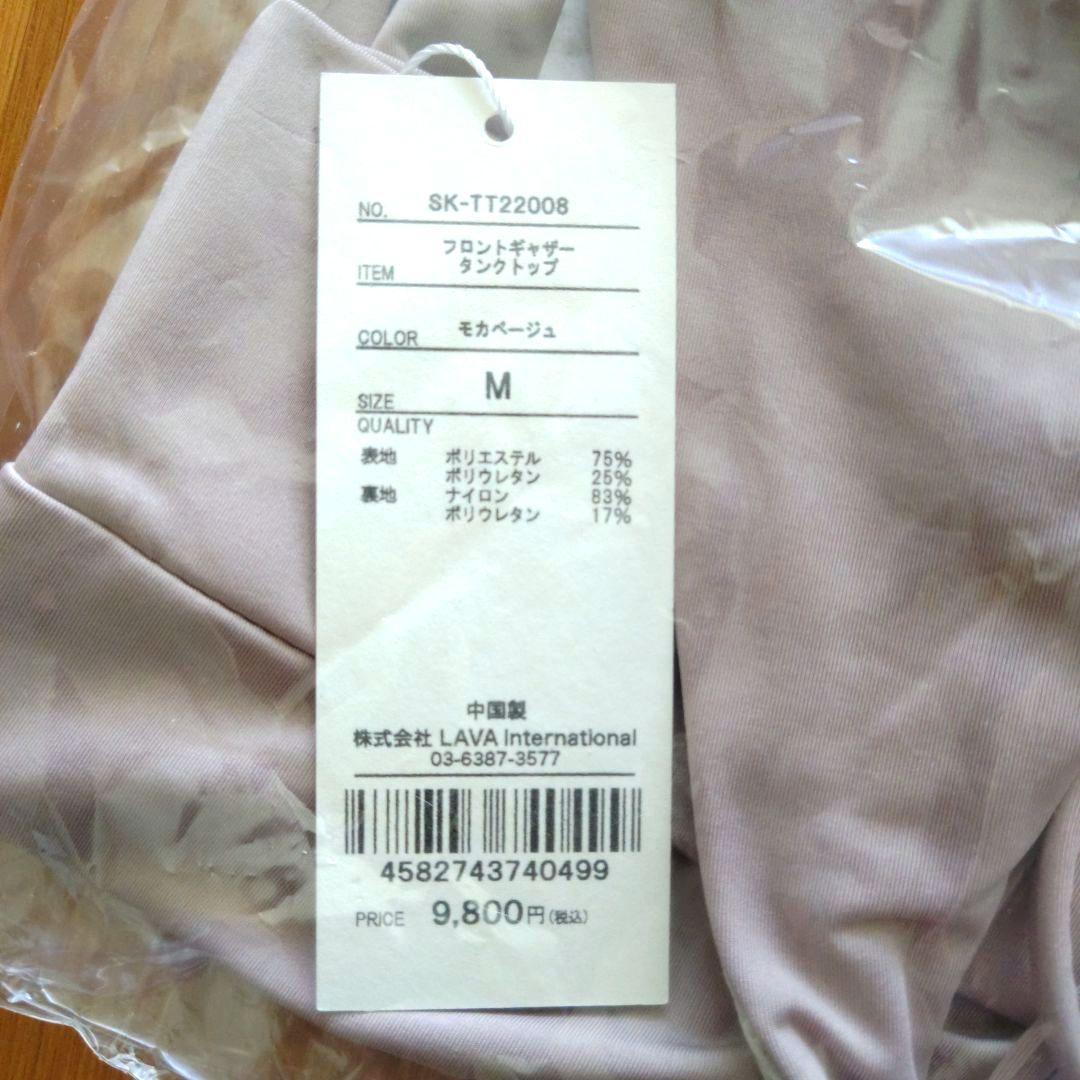 NO. SK-TT22008
フロントギャザー
ITEM タンクトップ
COLOR モカベージュ
SIZE M
QUALITY
表地 ポリエステル 75%
ポリウレタン 25%
裏地 ナイロン 83%
ポリウレタン 17%
中国製
株式会社 LAVA International
03-6387-3577
4582743740499
PRICE 9,800円(税込)